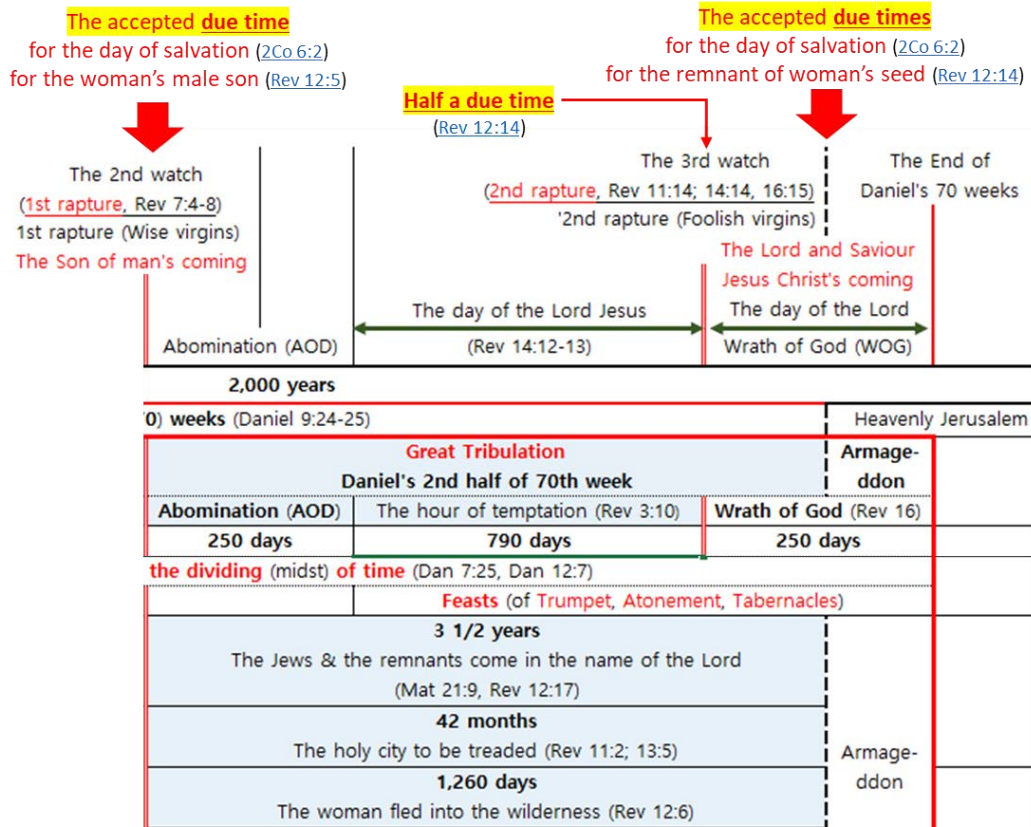 The accepted due time
for the day of salvation (2Co 6:2)
for the woman's male son (Rev 12:5)
The accepted due times
for the day of salvation (2Co 6:2)
for the remnant of woman's seed (Rev 12:14)
Half a due time
(Rev 12:14)
The 2nd watch
(1st rapture, Rev 7:4-8)
1st rapture (Wise virgins)
The Son of man's coming
The 3rd watch
(2nd rapture, Rev 11:14; 14:14, 16:15)
'2nd rapture (Foolish virgins)
The End of
Daniel's 70 weeks
The Lord and Saviour
Jesus Christ's coming
The day of the Lord Jesus
The day of the Lord
Abomination (AOD)
(Rev 14:12-13)
Wrath of God (WOG)
2,000 years
'0) weeks (Daniel 9:24-25)
Heavenly Jerusalem
Great Tribulation
Daniel's 2nd half of 70th week
Armage-
ddon
Abomination (AOD)
The hour of temptation (Rev 3:10)
Wrath of God (Rev 16)
250 days
790 days
250 days
the dividing (midst) of time (Dan 7:25, Dan 12:7)
Feasts (of Trumpet, Atonement, Tabernacles)
3 1/2 years
The Jews & the remnants come in the name of the Lord
(Mat 21:9, Rev 12:17)
42 months
The holy city to be treaded (Rev 11:2; 13:5)
Armage-
ddon
1,260 days
The woman fled into the wilderness (Rev 12:6)